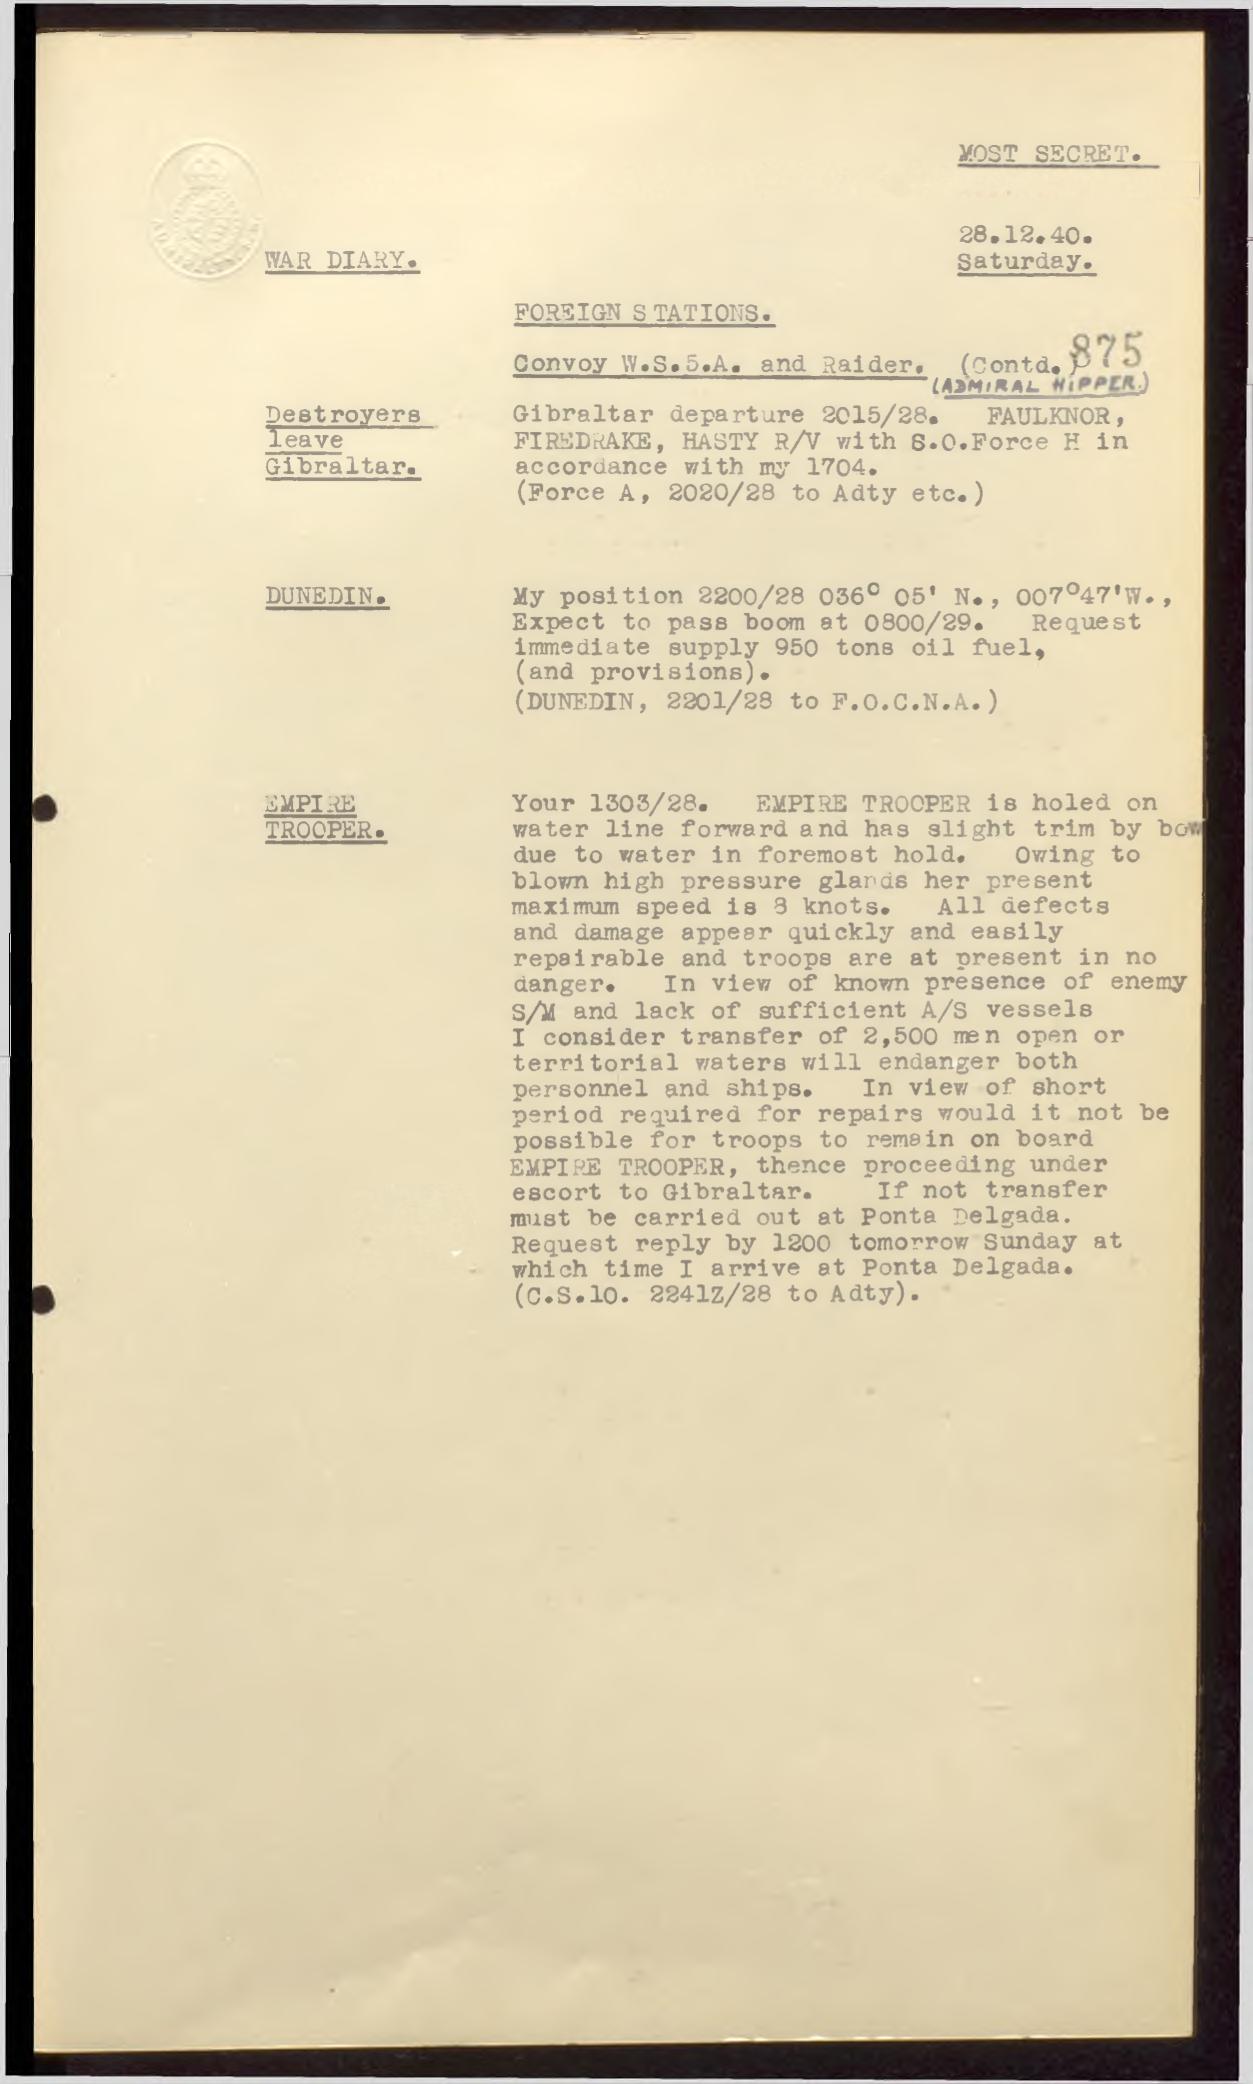 MOST SECRET.
28.12.40.
WAR DIARY.
Saturday.
FOREIGN STATIONS.
875
Convoy W.S.5.A. and Raider. (Contd.)
(ADMIRAL HIPPER.)
Destroyers
leave
Gibraltar.
Gibraltar departure 2015/28. FAULKNOR,
FIREDRAKE, HASTY R/V with S.O.Force H in
accordance with my 1704.
(Force A, 2020/28 to Adty etc.)
DUNEDIN.
My position 2200/28 036° 05' N., 007°47'W.,
Expect to pass boom at 0800/29. Request
immediate supply 950 tons oil fuel,
(and provisions).
(DUNEDIN, 2201/28 to F.O.C.N.A.)
EMPIRE
TROOPER.
Your 1303/28. EMPIRE TROOPER is holed on
water line forward and has slight trim by bow
due to water in foremost hold. Owing to
blown high pressure glands her present
maximum speed is 8 knots. All defects
and damage appear quickly and easily
repairable and troops are at present in no
danger. In view of known presence of enemy
S/M and lack of sufficient A/S vessels
I consider transfer of 2,500 men open or
territorial waters will endanger both
personnel and ships. In view of short
period required for repairs would it not be
possible for troops to remain on board
EMPIRE TROOPER, thence proceeding under
escort to Gibraltar. If not transfer
must be carried out at Ponta Delgada.
Request reply by 1200 tomorrow Sunday at
which time I arrive at Ponta Delgada.
(C.S.10. 2241Z/28 to Adty).